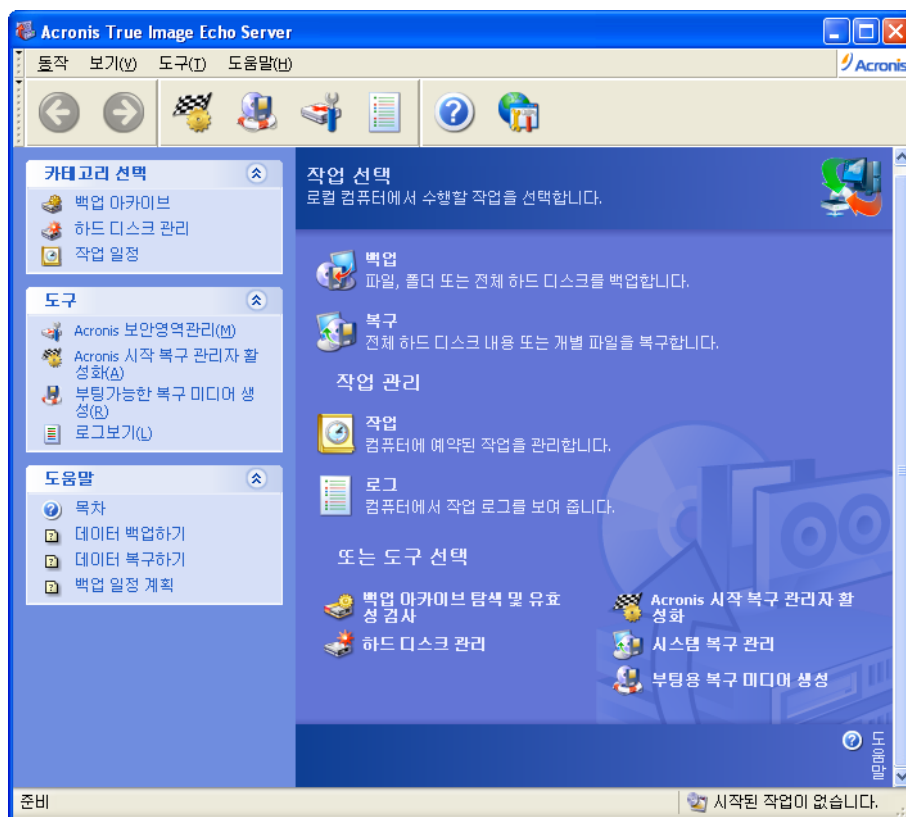 Acronis True Image Echo Server
동작 보기(V) 도구(T) 도움말(H)
Acronis
카테고리 선택
백업 아카이브
하드 디스크 관리
작업 일정
도구
Acronis 보안영역관리(M)
Acronis 시작 복구 관리자 활
성화(A)
부팅가능한 복구 미디어 생
성(R)
로그보기(L)
도움말
목차
데이터 백업하기
데이터 복구하기
백업 일정 계획
작업 선택
로컬 컴퓨터에서 수행할 작업을 선택합니다.
백업
파일, 폴더 또는 전체 하드 디스크를 백업합니다.
복구
전체 하드 디스크 내용 또는 개별 파일을 복구합니다.
작업 관리
작업
컴퓨터에 예약된 작업을 관리합니다.
로그
컴퓨터에서 작업 로그를 보여 줍니다.
또는 도구 선택
백업 아카이브 탐색 및 유효
성 검사
하드 디스크 관리
Acronis 시작 복구 관리자 활
성화
시스템 복구 관리
부팅용 복구 미디어 생성
도움말
준비
시작된 작업이 없습니다.